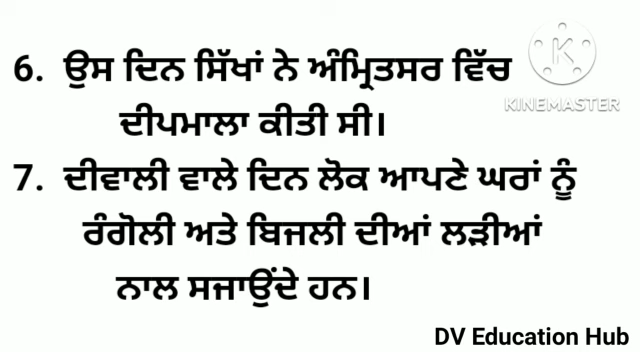 6. ਉਸ ਦਿਨ ਸਿੱਖਾਂ ਨੇ ਅੰਮ੍ਰਿਤਸਰ ਵਿੱਚ
ਦੀਪਮਾਲਾ ਕੀਤੀ ਸੀ।
7. ਦੀਵਾਲੀ ਵਾਲੇ ਦਿਨ ਲੋਕ ਆਪਣੇ ਘਰਾਂ ਨੂੰ
ਰੰਗੋਲੀ ਅਤੇ ਬਿਜਲੀ ਦੀਆਂ ਲੜੀਆਂ
ਨਾਲ ਸਜਾਉਂਦੇ ਹਨ।
K
KINEMASTER
DV Education Hub